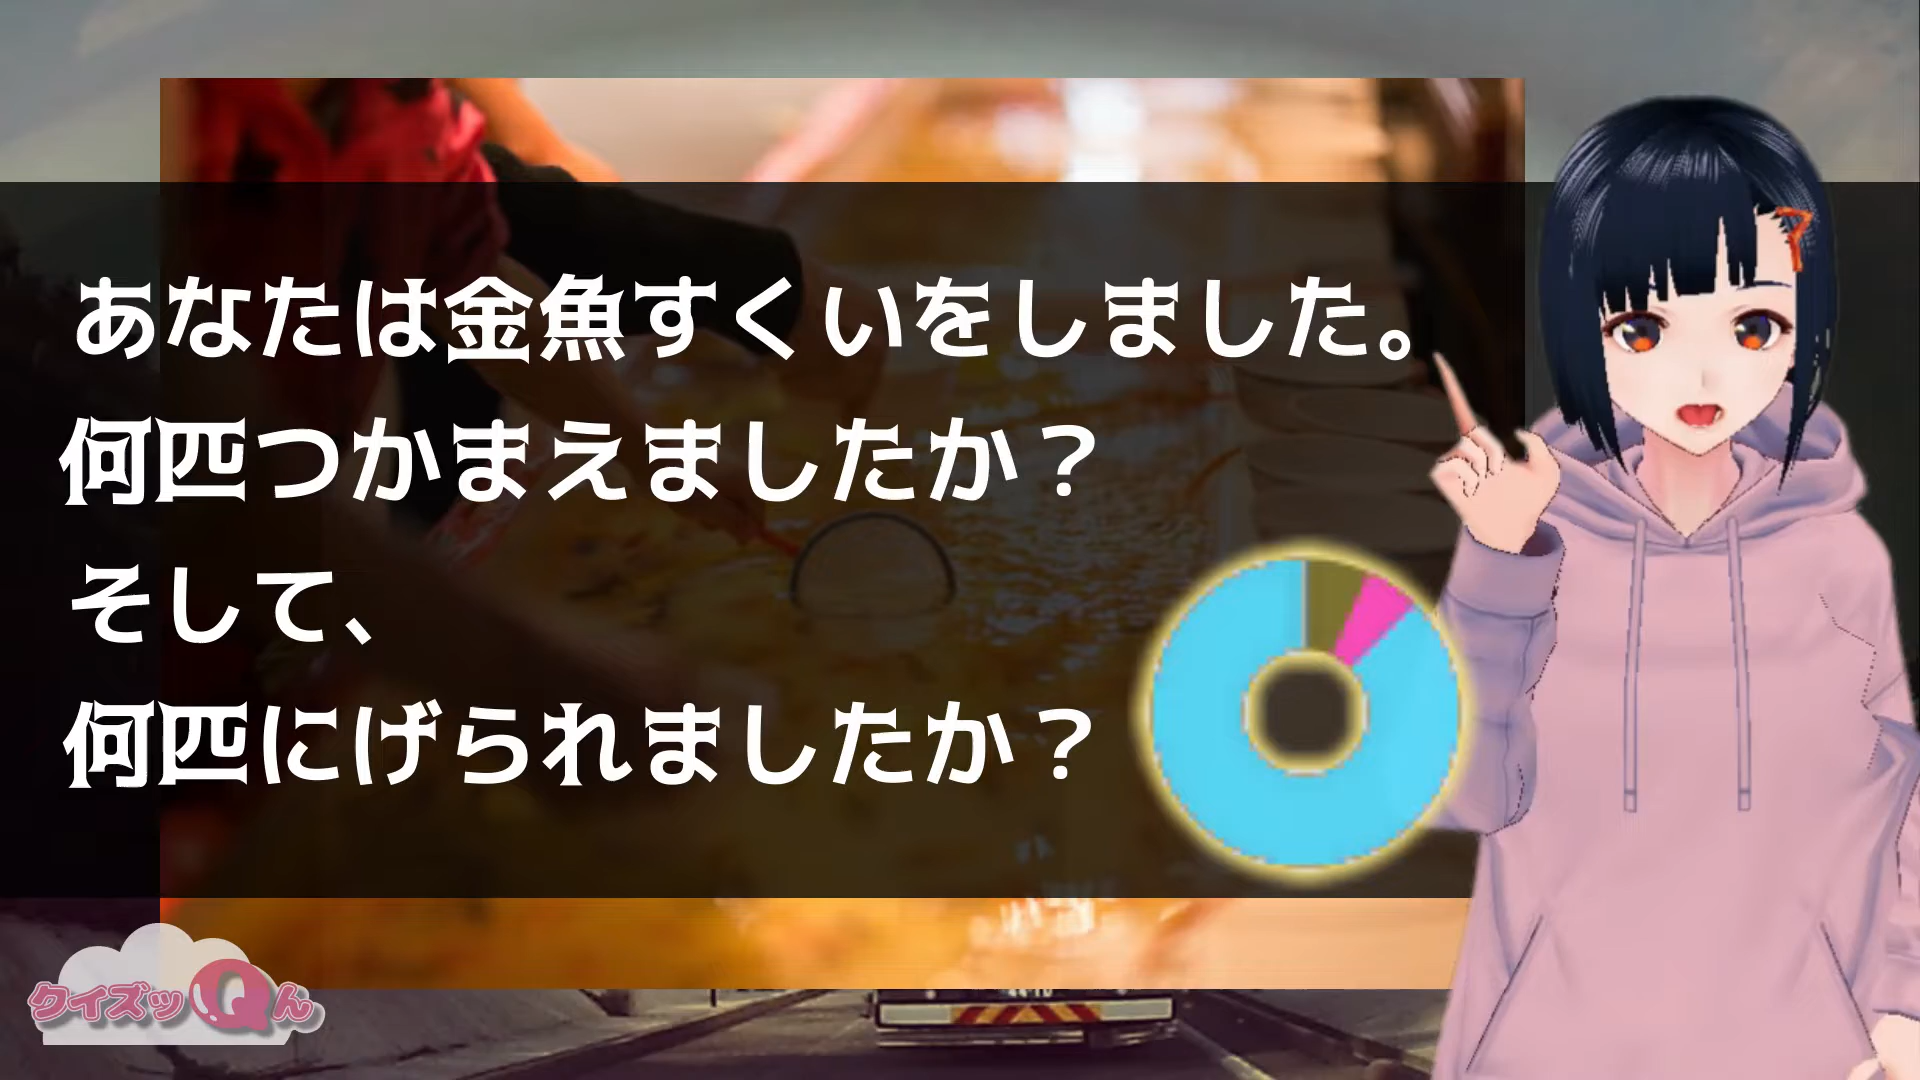 あなたは金魚すくいをしました。
何匹つかまえましたか？
そして、
何匹にげられましたか？
クイズッQん